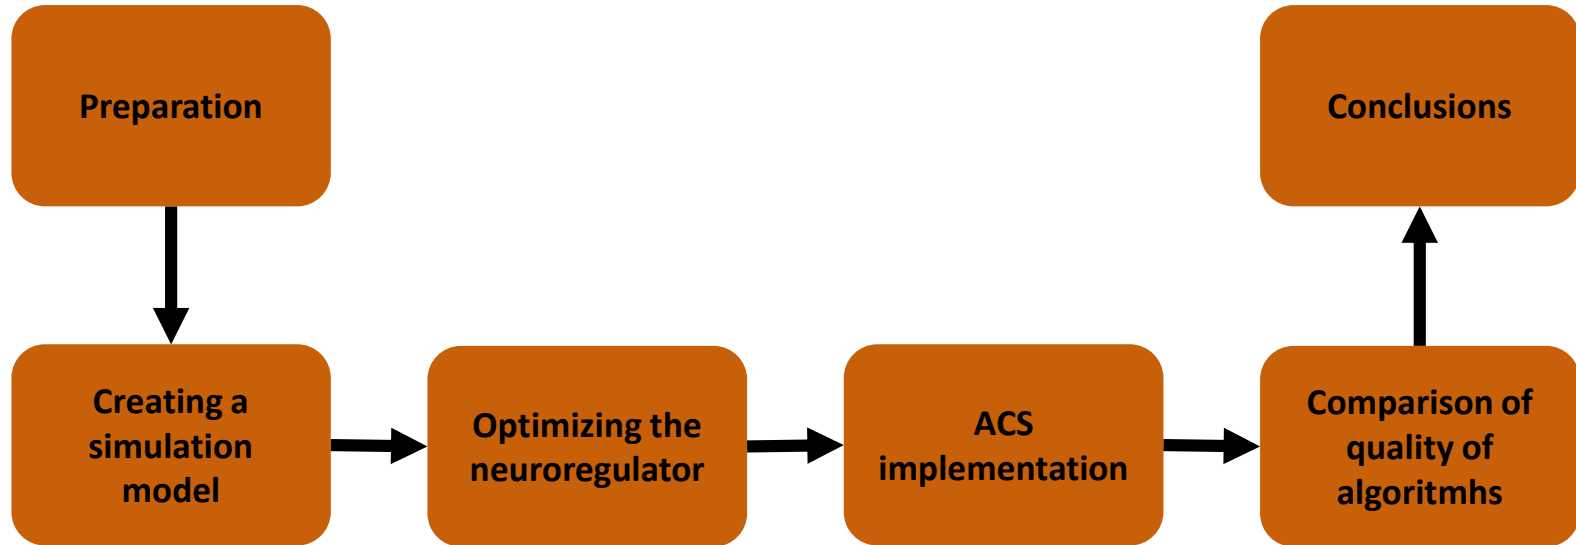 Preparation
Creating a
simulation
model
Optimizing the
neuroregulator
ACS
implementation
Comparison of
quality of
algoritmhs
Conclusions